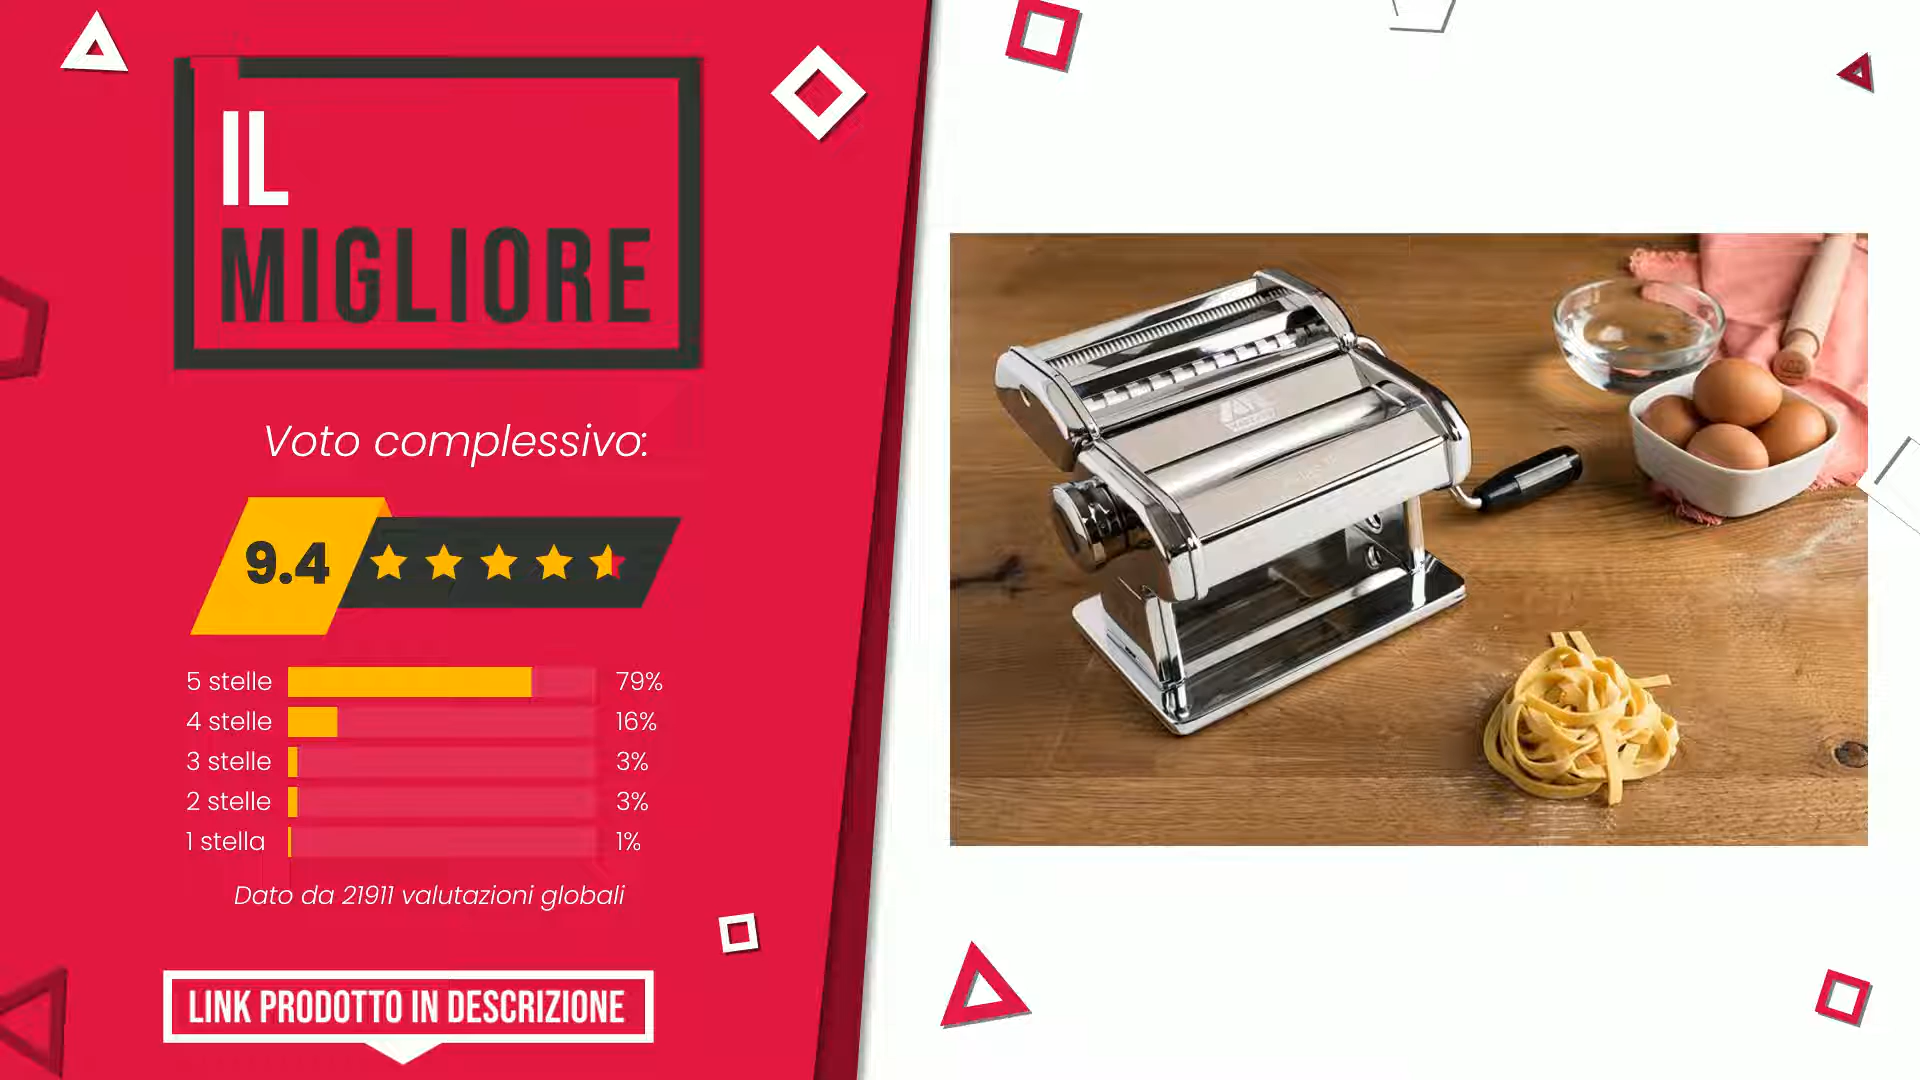 IL
MIGLIORE
Voto complessivo:
9.4
5 stelle 79%
4 stelle 16%
3 stelle 3%
2 stelle 3%
1 stella 1%
Dato da 21911 valutazioni globali
LINK PRODOTTO IN DESCRIZIONE